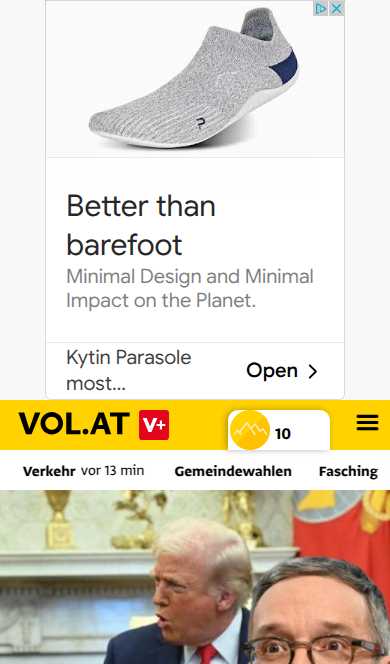 Better than
barefoot
Minimal Design and Minimal
Impact on the Planet.
Kytin Parasole
most...
Open
VOL.AT V+
10
Verkehr vor 13 min Gemeindewahlen Fasching